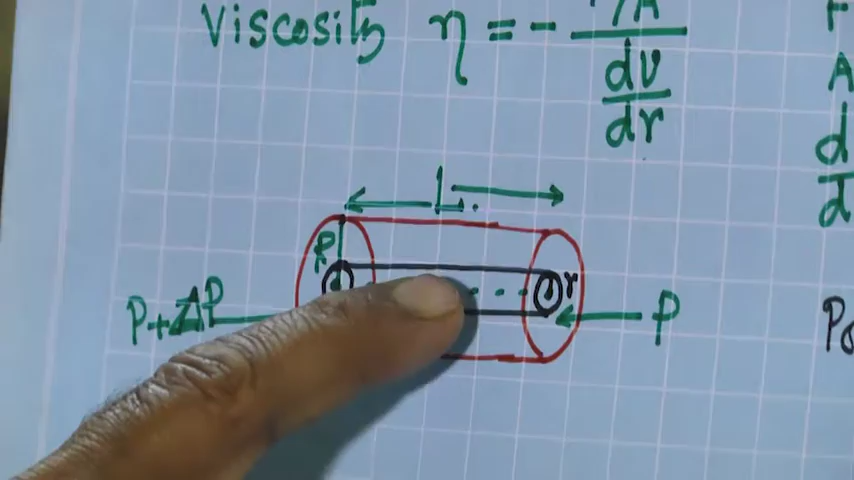 Viscosity η = - /A
dv
dr
L.
R
r
P+ΔP
P